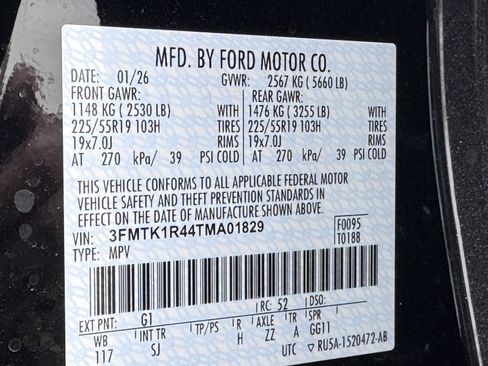 MFD. BY FORD MOTOR CO.
DATE: 01/26 GVWR: 2567 KG (5660 LB)
FRONT GAWR: REAR GAWR:
1148 KG (2530 LB) WITH 1476 KG (3255 LB) WITH
225/55R19 103H TIRES 225/55R19 103H TIRES
19x7.0J RIMS 19x7.0J RIMS
AT 270 kPa/ 39 PSI COLD AT 270 kPa/ 39 PSI COLD
THIS VEHICLE CONFORMS TO ALL APPLICABLE FEDERAL MOTOR
VEHICLE SAFETY AND THEFT PREVENTION STANDARDS IN
EFFECT ON THE DATE OF MANUFACTURE SHOWN ABOVE.
VIN: 3FMTK1R44TMA01829 F0095
TYPE: MPV T0188
EXT PNT: G1 RC: 52 DSO:
WB TP/PS R AXLE TR SPR
117 SJ H ZZ A GG11
UTC ▽ RU5A-1520472-AB